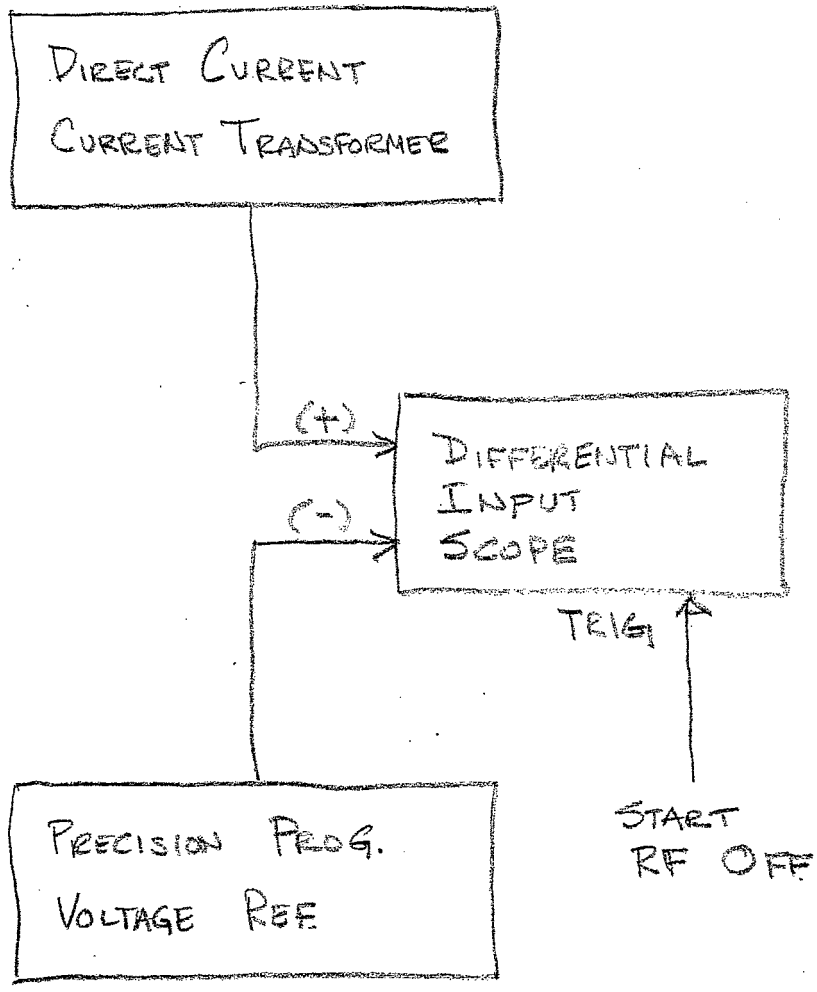 DIRECT CURRENT
CURRENT TRANSFORMER
(+)
(-)
DIFFERENTIAL
INPUT
SCOPE
TRIG
START
RF OFF
PRECISION PROG.
VOLTAGE REF.